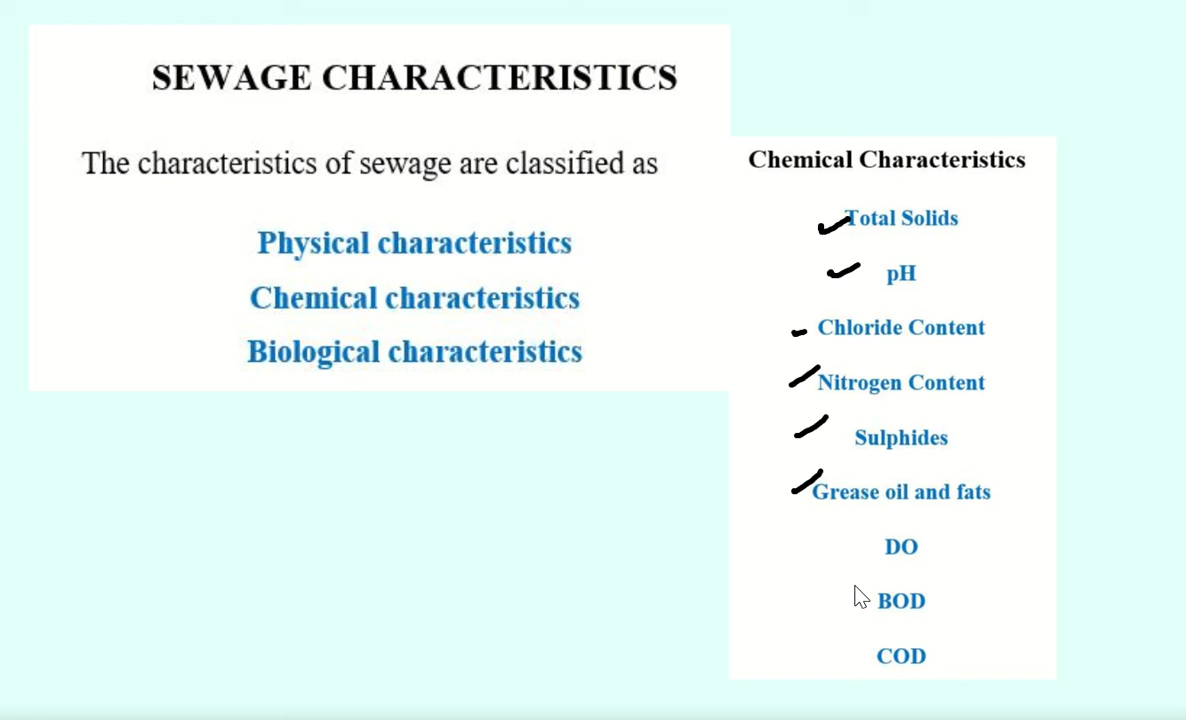 SEWAGE CHARACTERISTICS
The characteristics of sewage are classified as
Physical characteristics
Chemical characteristics
Biological characteristics
Chemical Characteristics
Total Solids
pH
Chloride Content
Nitrogen Content
Sulphides
Grease oil and fats
DO
BOD
COD